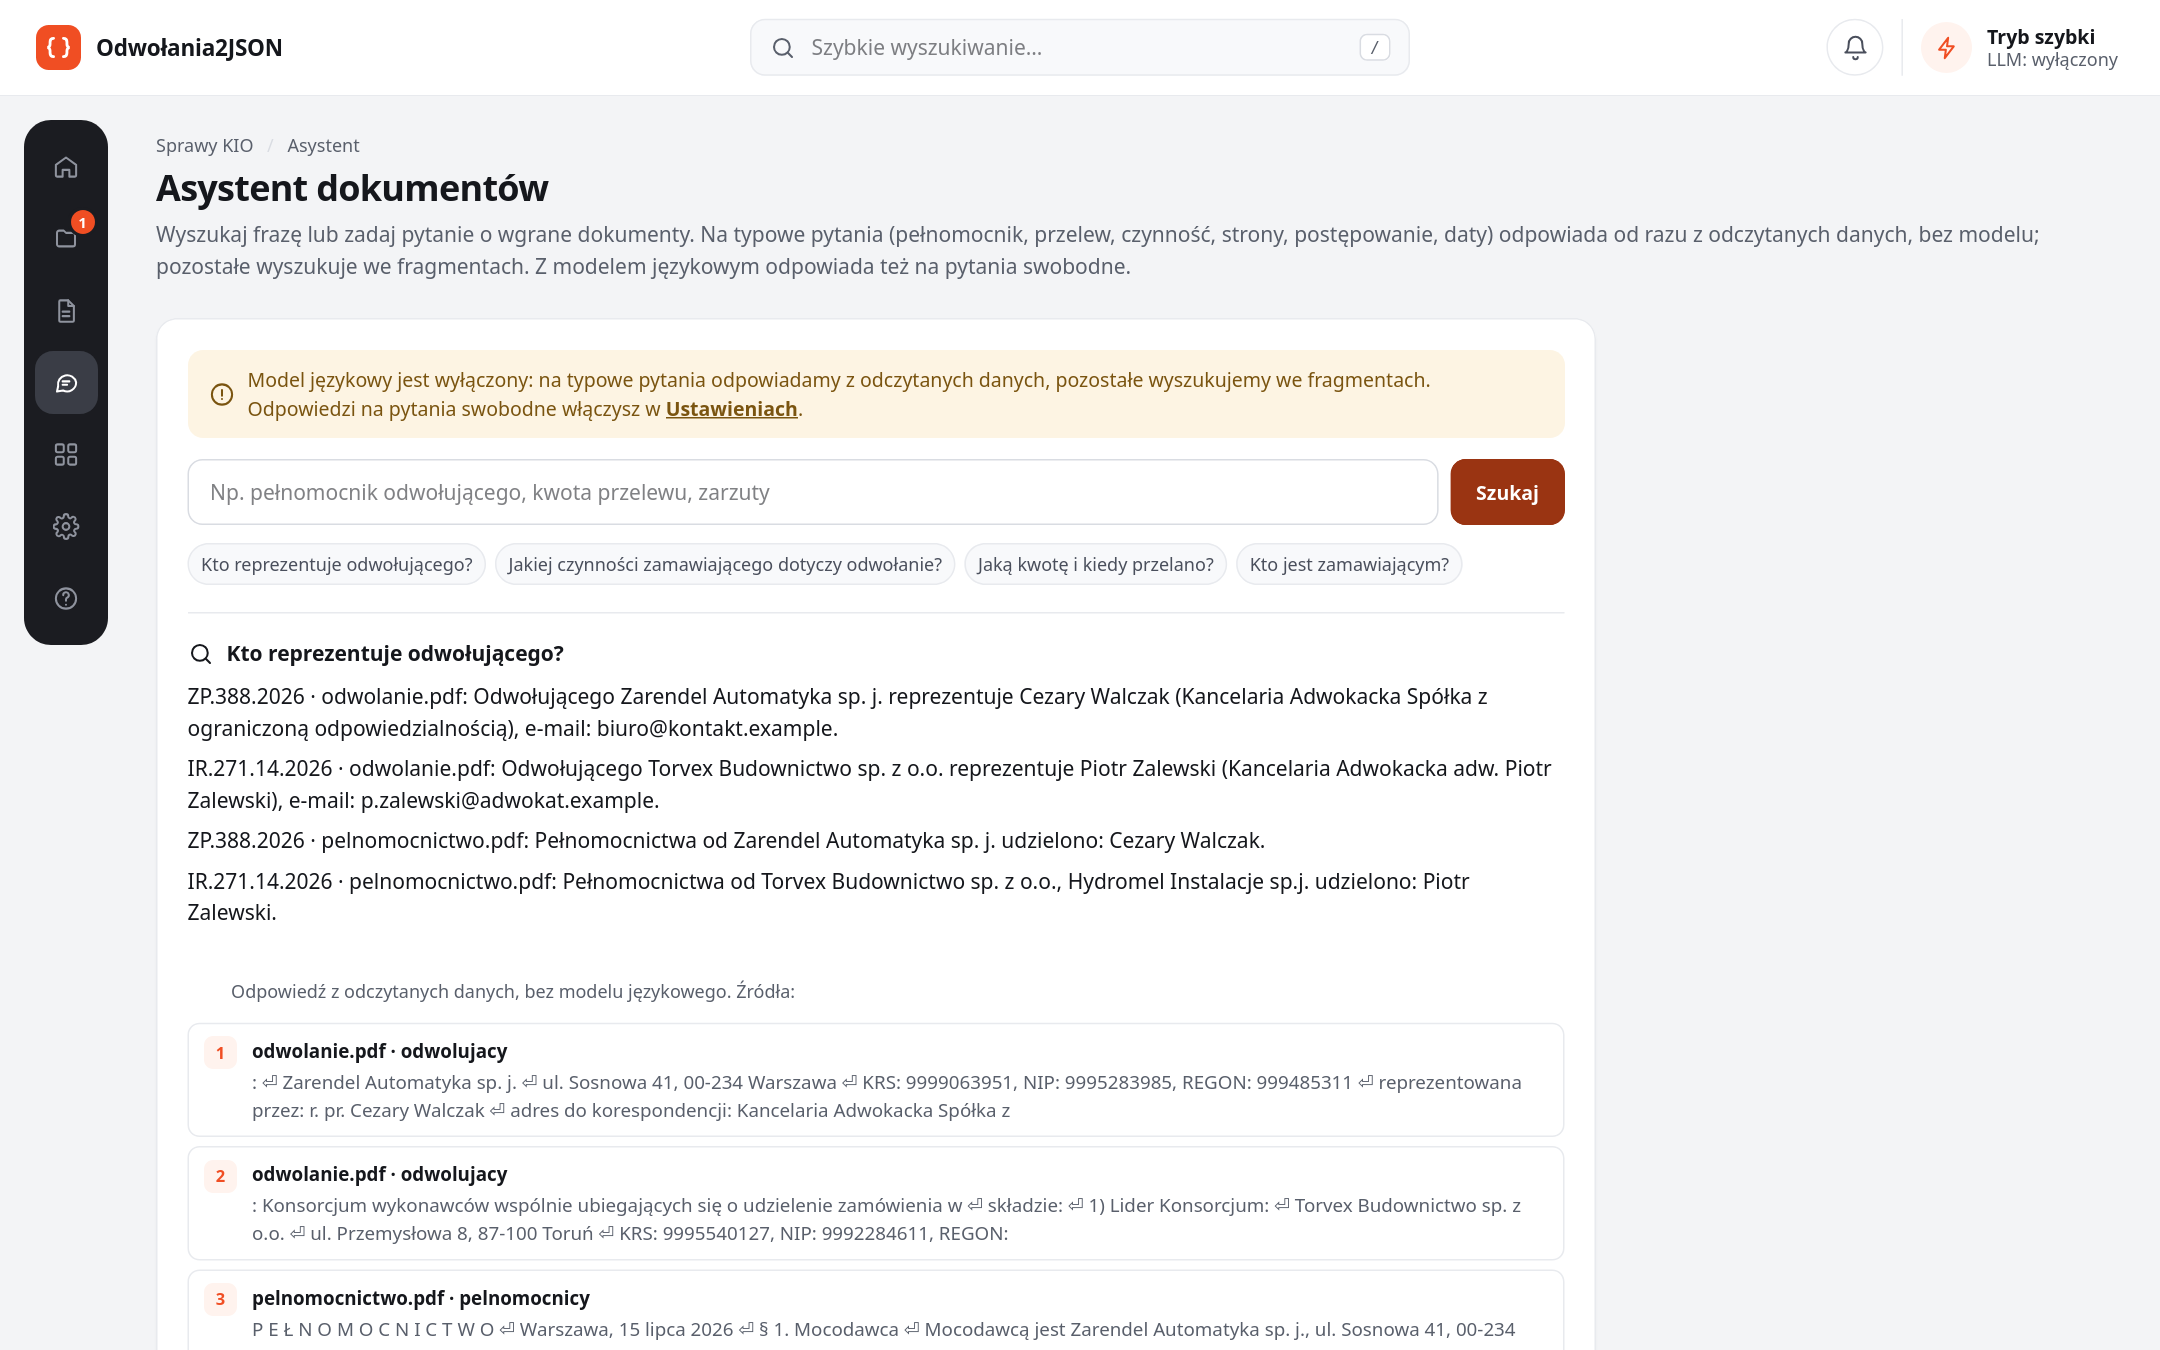 Odwołania2JSON
Szybkie wyszukiwanie...
/
Tryb szybki
LLM: wyłączony
1
Sprawy KIO / Asystent
Asystent dokumentów
Wyszukaj frazę lub zadaj pytanie o wgrane dokumenty. Na typowe pytania (pełnomocnik, przelew, czynność, strony, postępowanie, daty) odpowiada od razu z odczytanych danych, bez modelu;
pozostałe wyszukuje we fragmentach. Z modelem językowym odpowiada też na pytania swobodne.
Model językowy jest wyłączony: na typowe pytania odpowiadamy z odczytanych danych, pozostałe wyszukujemy we fragmentach.
Odpowiedzi na pytania swobodne włączysz w Ustawieniach.
Np. pełnomocnik odwołującego, kwota przelewu, zarzuty
Szukaj
Kto reprezentuje odwołującego?
Jakiej czynności zamawiającego dotyczy odwołanie?
Jaką kwotę i kiedy przelano?
Kto jest zamawiającym?
Kto reprezentuje odwołującego?
ZP.388.2026 · odwolanie.pdf: Odwołującego Zarendel Automatyka sp. j. reprezentuje Cezary Walczak (Kancelaria Adwokacka Spółka z
ograniczoną odpowiedzialnością), e-mail: biuro@kontakt.example.
IR.271.14.2026 · odwolanie.pdf: Odwołującego Torvex Budownictwo sp. z o.o. reprezentuje Piotr Zalewski (Kancelaria Adwokacka adw. Piotr
Zalewski), e-mail: p.zalewski@adwokat.example.
ZP.388.2026 · pelnomocnictwo.pdf: Pełnomocnictwa od Zarendel Automatyka sp. j. udzielono: Cezary Walczak.
IR.271.14.2026 · pelnomocnictwo.pdf: Pełnomocnictwa od Torvex Budownictwo sp. z o.o., Hydromel Instalacje sp.j. udzielono: Piotr
Zalewski.
Odpowiedź z odczytanych danych, bez modelu językowego. Źródła:
1
odwolanie.pdf · odwolujacy
: ⏎ Zarendel Automatyka sp. j. ⏎ ul. Sosnowa 41, 00-234 Warszawa ⏎ KRS: 9999063951, NIP: 9995283985, REGON: 999485311 ⏎ reprezentowana
przez: r. pr. Cezary Walczak ⏎ adres do korespondencji: Kancelaria Adwokacka Spółka z
2
odwolanie.pdf · odwolujacy
: Konsorcjum wykonawców wspólnie ubiegających się o udzielenie zamówienia w ⏎ składzie: ⏎ 1) Lider Konsorcjum: ⏎ Torvex Budownictwo sp. z
o.o. ⏎ ul. Przemysłowa 8, 87-100 Toruń ⏎ KRS: 9995540127, NIP: 9992284611, REGON:
3
pelnomocnictwo.pdf · pelnomocnicy
P E Ł N O M O C N I C T W O ⏎ Warszawa, 15 lipca 2026 ⏎ § 1. Mocodawca ⏎ Mocodawcą jest Zarendel Automatyka sp. j., ul. Sosnowa 41, 00-234